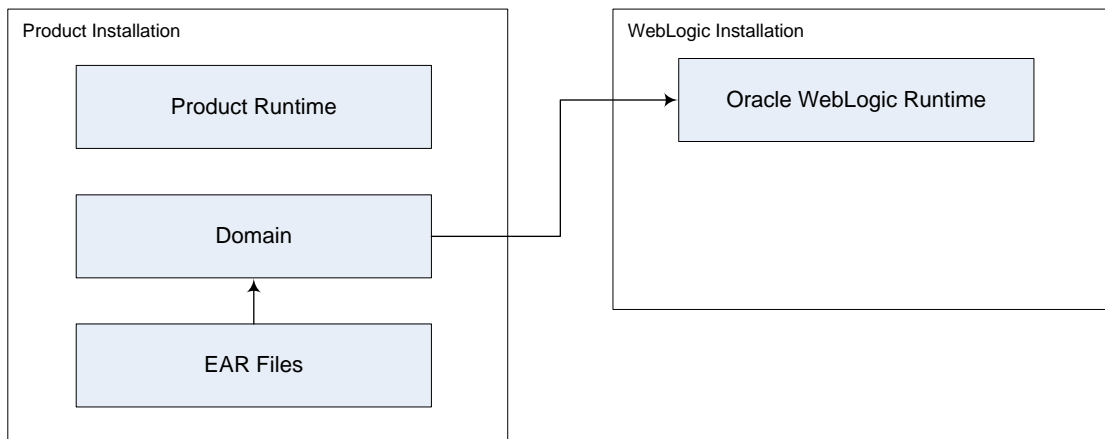 Product Installation
Product Runtime
Domain
EAR Files
WebLogic Installation
Oracle WebLogic Runtime